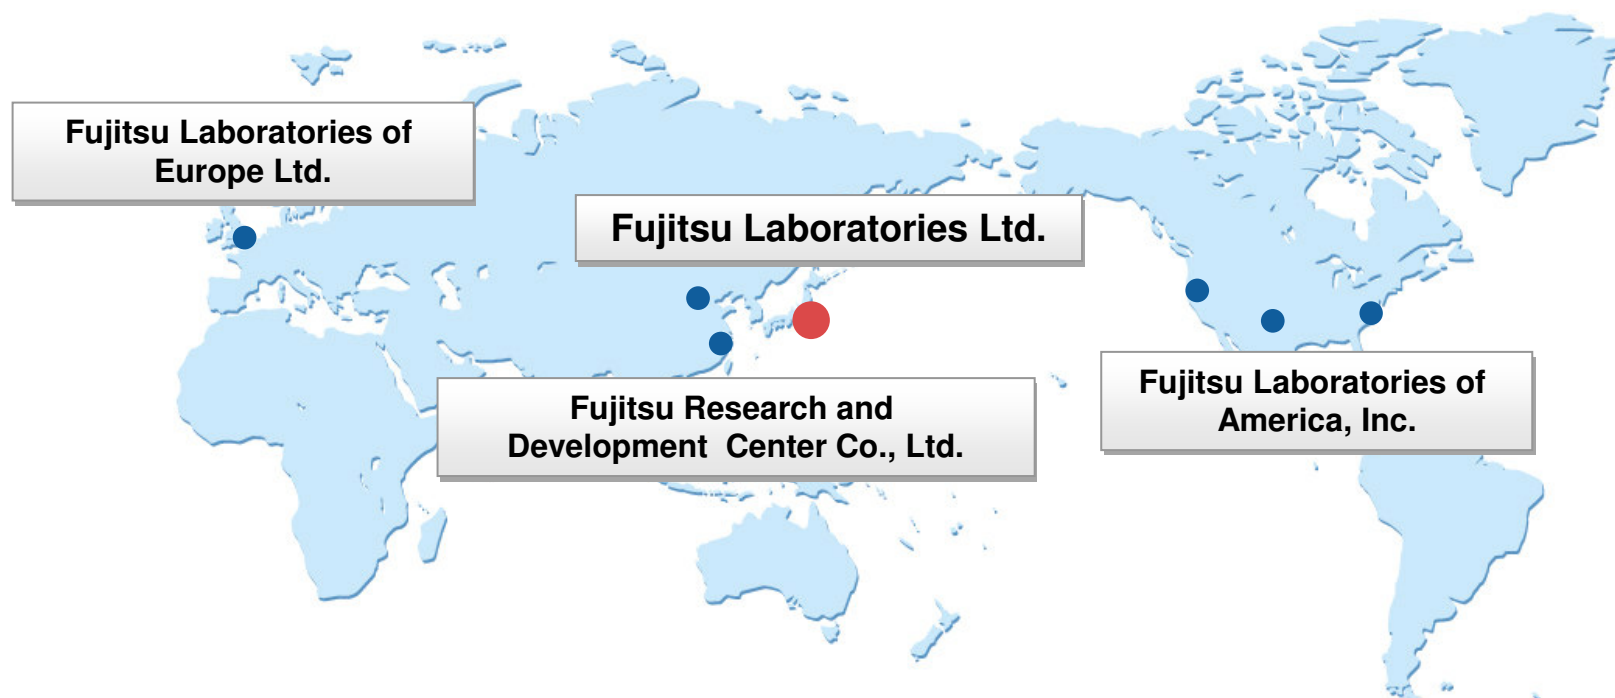 Fujitsu Laboratories of
Europe Ltd.
Fujitsu Laboratories Ltd.
Fujitsu Research and
Development Center Co., Ltd.
Fujitsu Laboratories of
America, Inc.